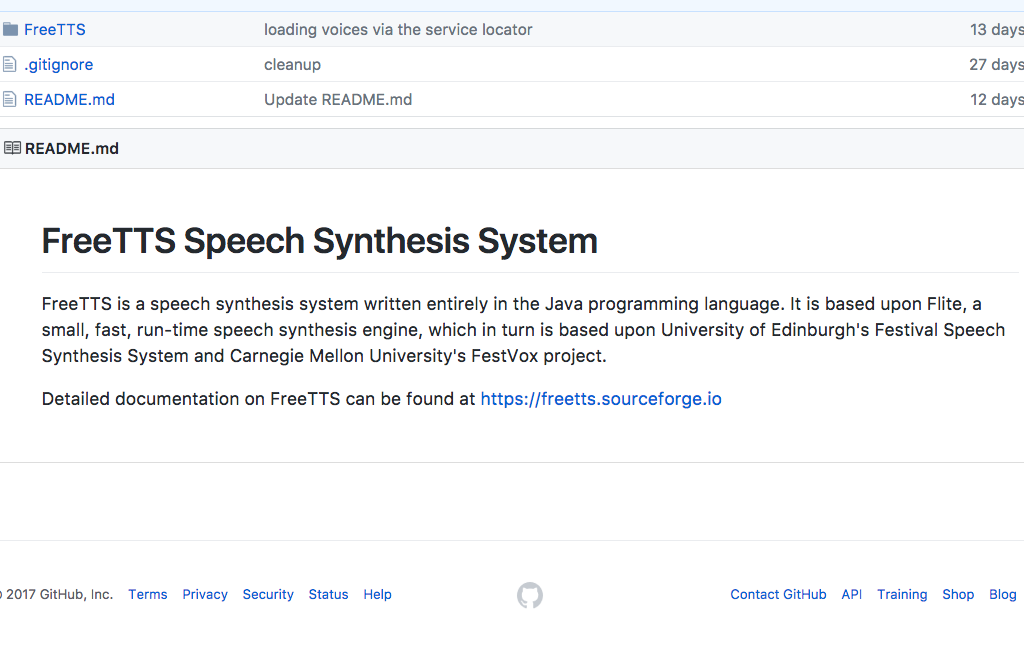 FreeTTS loading voices via the service locator 13 days
.gitignore cleanup 27 days
README.md Update README.md 12 days
README.md
FreeTTS Speech Synthesis System
FreeTTS is a speech synthesis system written entirely in the Java programming language. It is based upon Flite, a
small, fast, run-time speech synthesis engine, which in turn is based upon University of Edinburgh's Festival Speech
Synthesis System and Carnegie Mellon University's FestVox project.
Detailed documentation on FreeTTS can be found at https://freetts.sourceforge.io
© 2017 GitHub, Inc. Terms Privacy Security Status Help Contact GitHub API Training Shop Blog